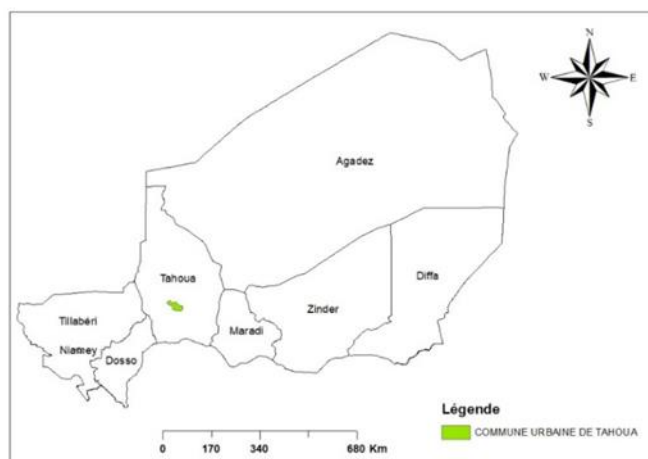 N
W E
S
Agadez
Tahoua
Diffa
Zinder
Tillabéri
Maradi
Niamey
Dosso
Légende
COMMUNE URBAINE DE TAHOUA
0 170 340 680 Km